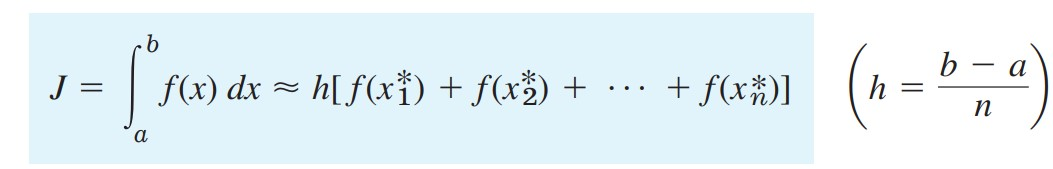 J = ∫_a^b f(x) dx ≈ h[f(x₁*) + f(x₂*) + ⋯ + f(xₙ*)]   (h = (b − a)/n)